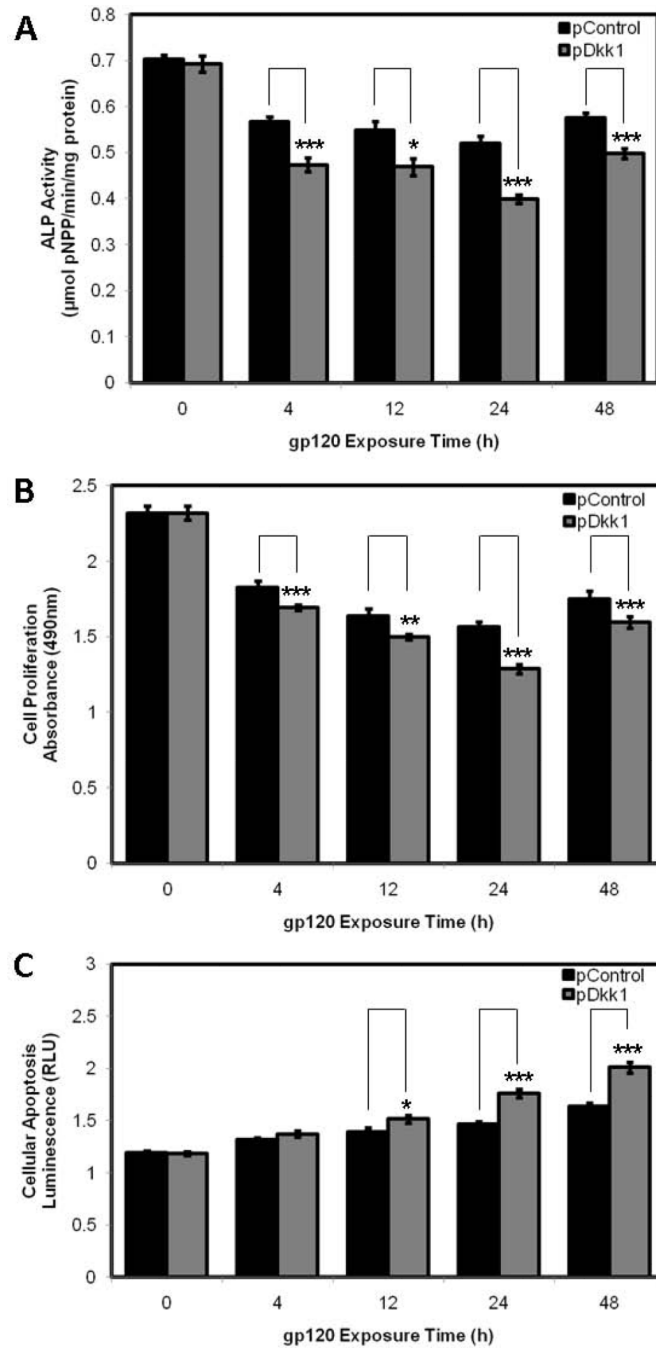 A
pControl
pDkk1
0.7
0.6
0.5
0.4
0.3
0.2
0.1
0
ALP Activity
(µmol pNPP/min/mg protein)
***
*
***
***
0 4 12 24 48
gp120 Exposure Time (h)
B
pControl
pDkk1
2.5
2
1.5
1
0.5
0
Cell Proliferation
Absorbance (490nm)
***
**
***
***
0 4 12 24 48
gp120 Exposure Time (h)
C
pControl
pDkk1
3
2.5
2
1.5
1
0.5
0
Cellular Apoptosis
Luminescence (RLU)
*
***
***
0 4 12 24 48
gp120 Exposure Time (h)